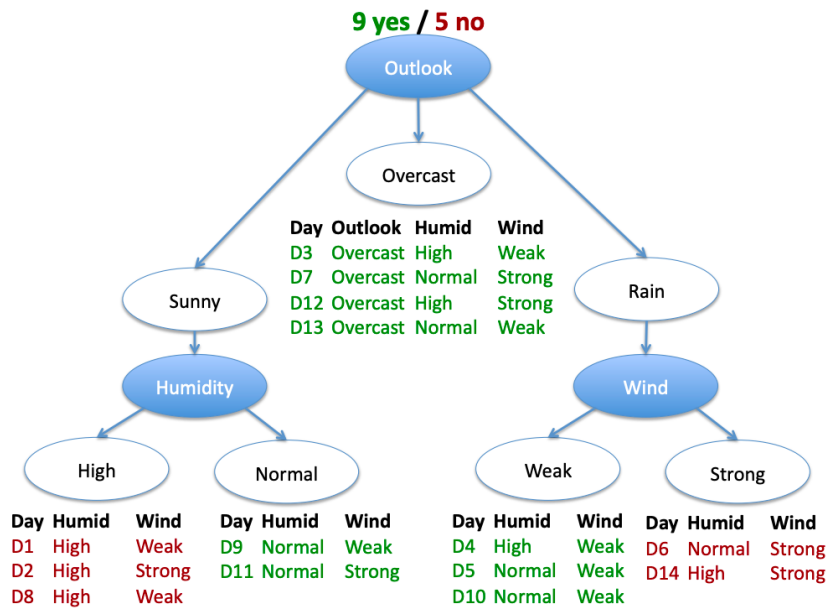 9 yes / 5 no
Outlook
Overcast
Day Outlook Humid Wind
D3 Overcast High Weak
D7 Overcast Normal Strong
D12 Overcast High Strong
D13 Overcast Normal Weak
Sunny
Rain
Humidity
Wind
High
Normal
Weak
Strong
Day Humid Wind
D1 High Weak
D2 High Strong
D8 High Weak
Day Humid Wind
D9 Normal Weak
D11 Normal Strong
Day Humid Wind
D4 High Weak
D5 Normal Weak
D10 Normal Weak
Day Humid Wind
D6 Normal Strong
D14 High Strong